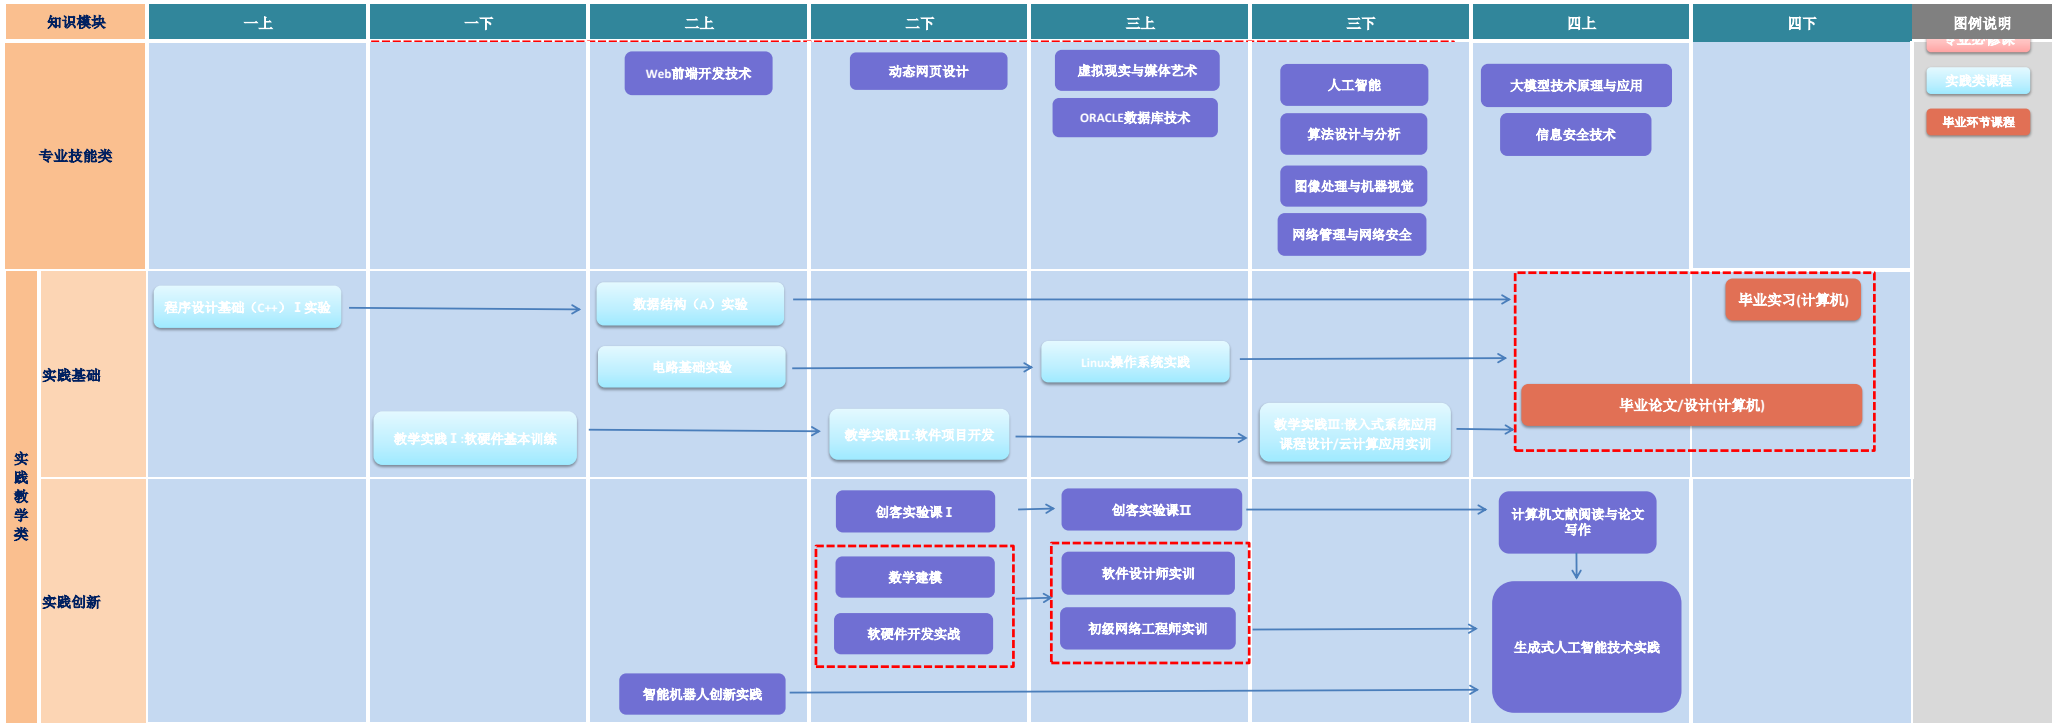 知识模块
一上
一下
二上
二下
三上
三下
四上
四下
图例说明
专业必修课
实践类课程
毕业环节课程
专业技能类
Web前端开发技术
动态网页设计
虚拟现实与媒体艺术
ORACLE数据库技术
人工智能
算法设计与分析
图像处理与机器视觉
网络管理与网络安全
大模型技术原理与应用
信息安全技术
实践教学类
实践基础
程序设计基础（C++）Ⅰ实验
数据结构（A）实验
毕业实习(计算机)
电路基础实验
Linux操作系统实践
毕业论文/设计(计算机)
教学实践Ⅰ:软硬件基本训练
教学实践Ⅱ:软件项目开发
教学实践Ⅲ:嵌入式系统应用
课程设计/云计算应用实训
实践创新
创客实验课Ⅰ
创客实验课Ⅱ
计算机文献阅读与论文
写作
数学建模
软件设计师实训
软硬件开发实战
初级网络工程师实训
生成式人工智能技术实践
智能机器人创新实践